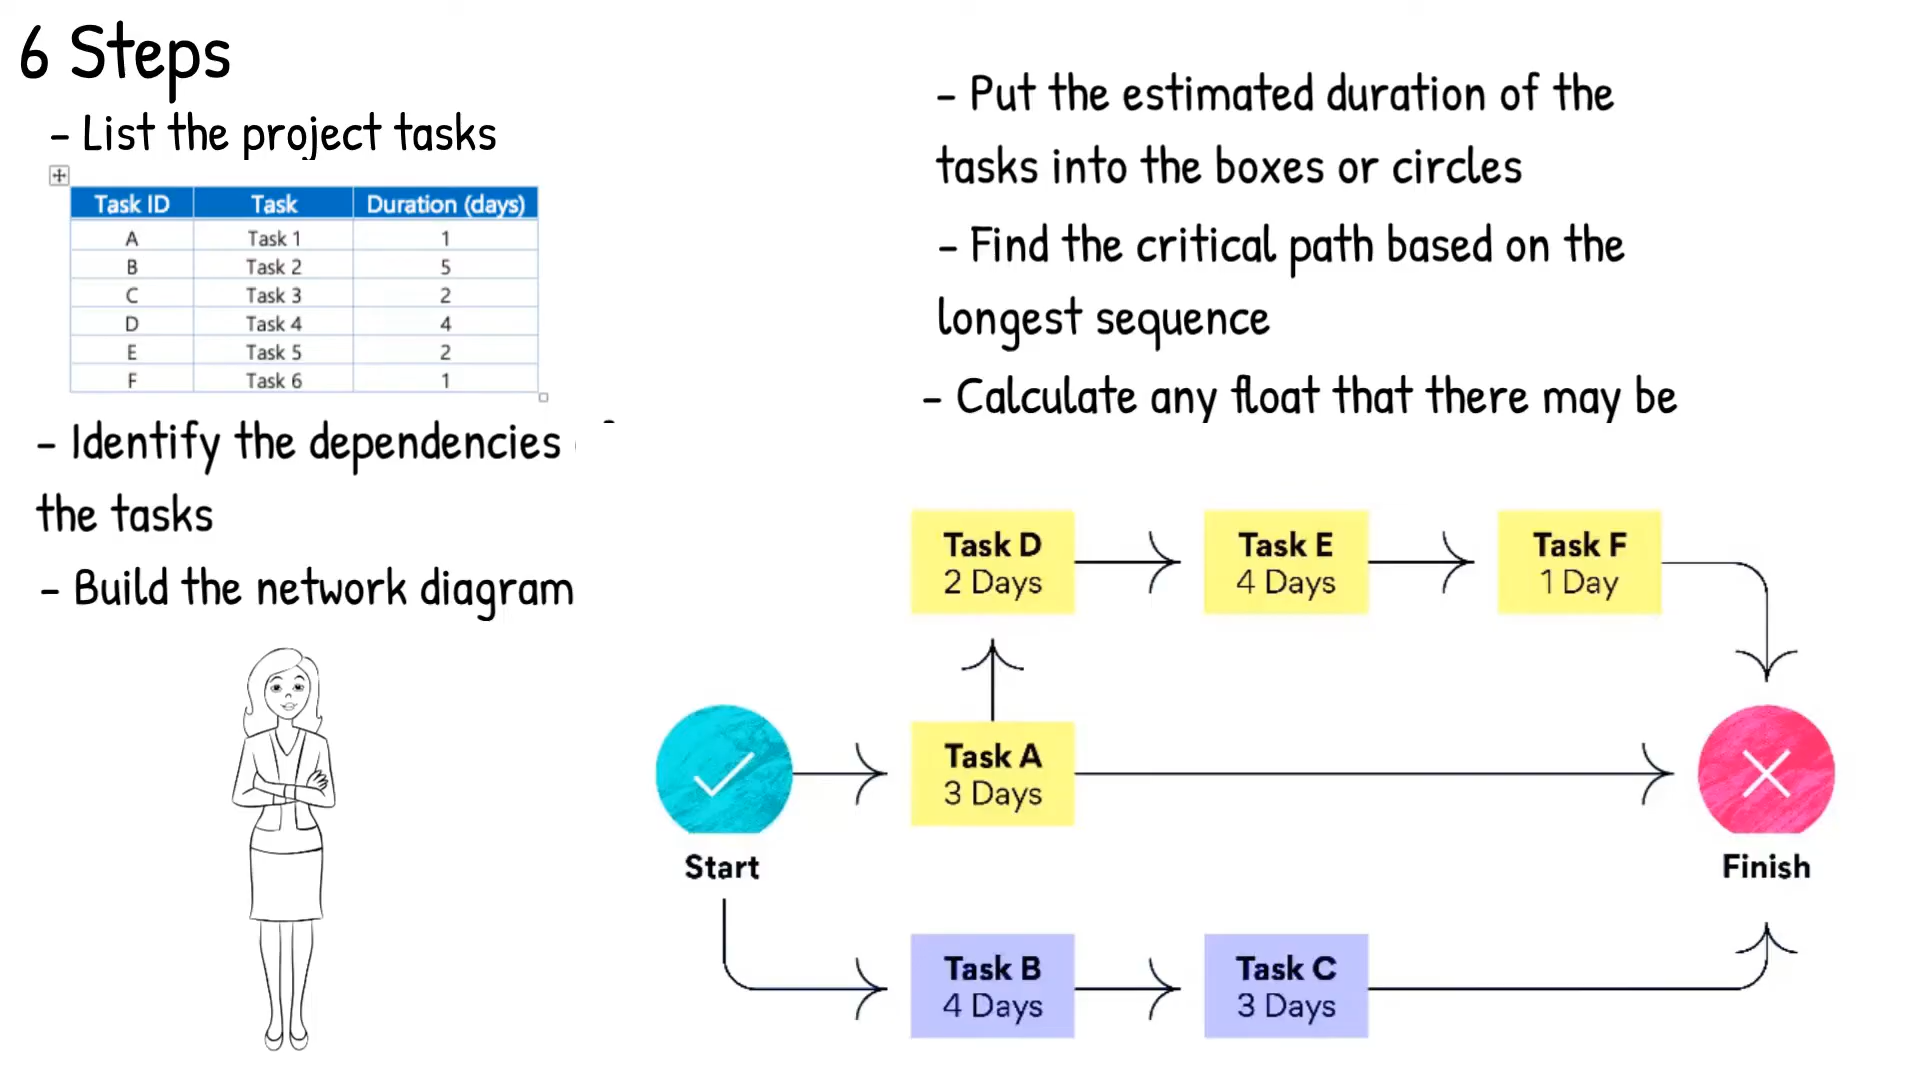 6 Steps
- List the project tasks
Task ID Task Duration (days)
A Task 1 1
B Task 2 5
C Task 3 2
D Task 4 4
E Task 5 2
F Task 6 1
- Identify the dependencies
the tasks
- Build the network diagram
- Put the estimated duration of the
tasks into the boxes or circles
- Find the critical path based on the
longest sequence
- Calculate any float that there may be
Task D
2 Days
Task E
4 Days
Task F
1 Day
Task A
3 Days
Start
Finish
Task B
4 Days
Task C
3 Days